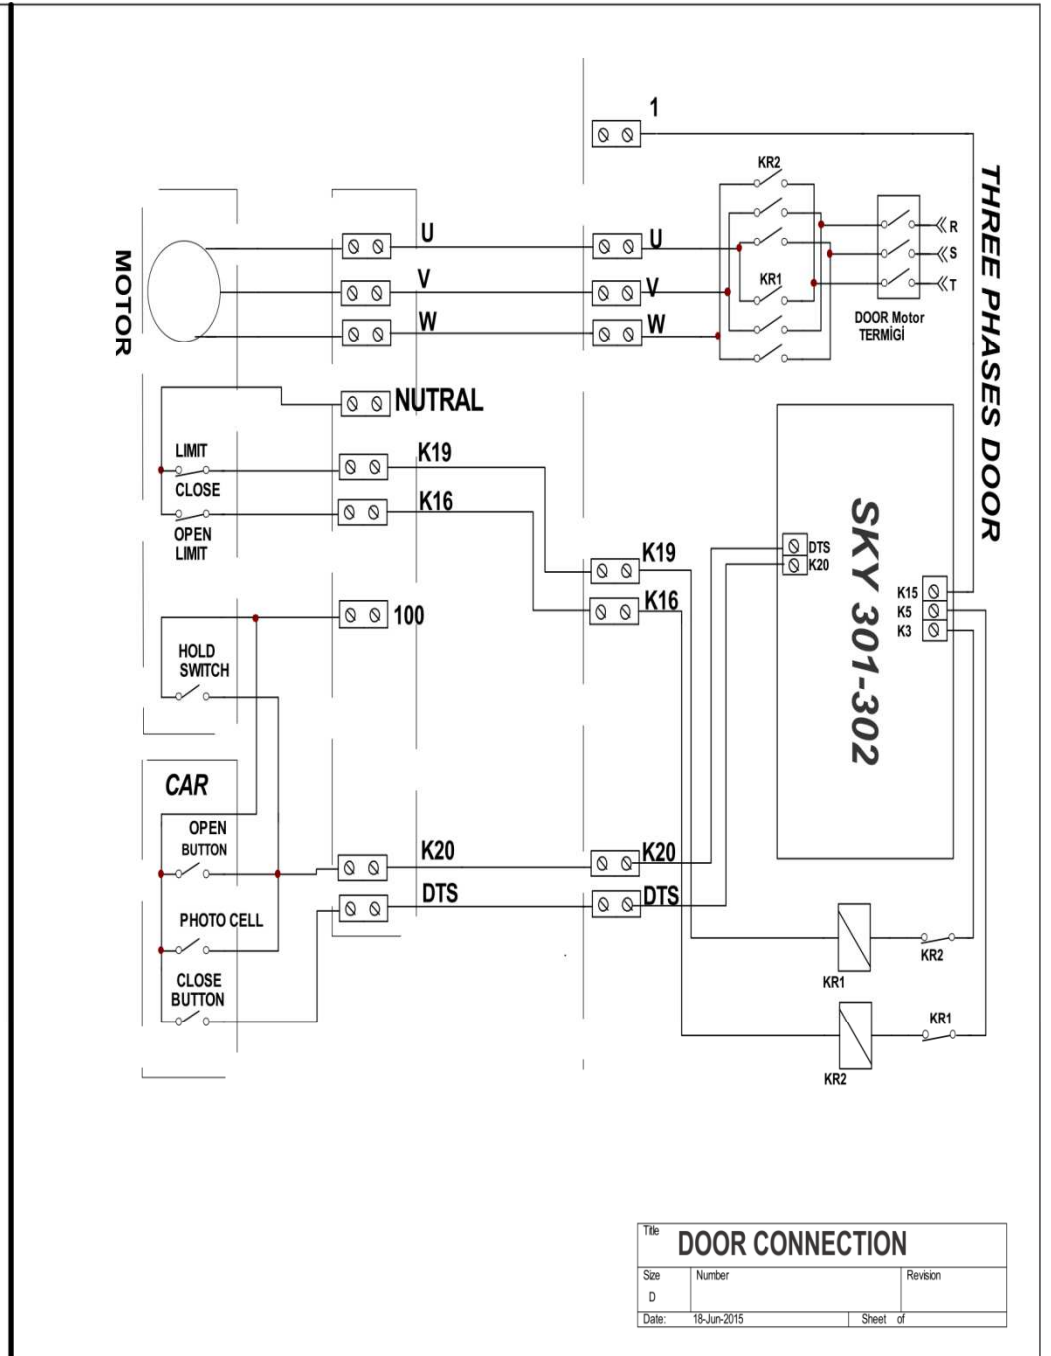 1
KR2
THREE PHASES DOOR
U
U
R
V
V
S
MOTOR
KR1
T
W
W
DOOR Motor
TERMİGİ
NUTRAL
LIMIT
K19
CLOSE
K16
OPEN
LIMIT
SKY 301-302
K19
DTS
K20
K16
K15
K5
K3
100
HOLD
SWITCH
CAR
OPEN
BUTTON
K20
K20
DTS
DTS
PHOTO CELL
KR2
CLOSE
BUTTON
KR1
KR1
KR2
Title
DOOR CONNECTION
Size
Number
Revision
D
Date:
18-Jun-2015
Sheet of